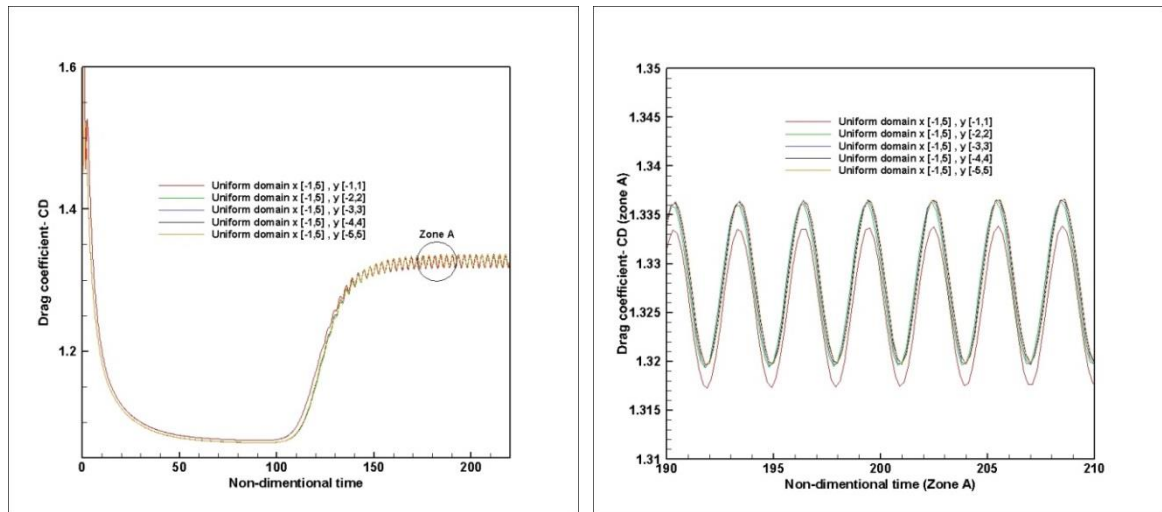 1.6
Uniform domain x [-1,5] , y [-1,1]
Uniform domain x [-1,5] , y [-2,2]
Uniform domain x [-1,5] , y [-3,3]
Uniform domain x [-1,5] , y [-4,4]
Uniform domain x [-1,5] , y [-5,5]
Zone A
Drag coefficient- CD
1.4
1.2
0
50
100
150
200
Non-dimentional time
1.35
1.345
1.34
1.335
1.33
1.325
1.32
1.315
1.31
Uniform domain x [-1,5] , y [-1,1]
Uniform domain x [-1,5] , y [-2,2]
Uniform domain x [-1,5] , y [-3,3]
Uniform domain x [-1,5] , y [-4,4]
Uniform domain x [-1,5] , y [-5,5]
Drag coefficient- CD (zone A)
190
195
200
205
210
Non-dimentional time (Zone A)